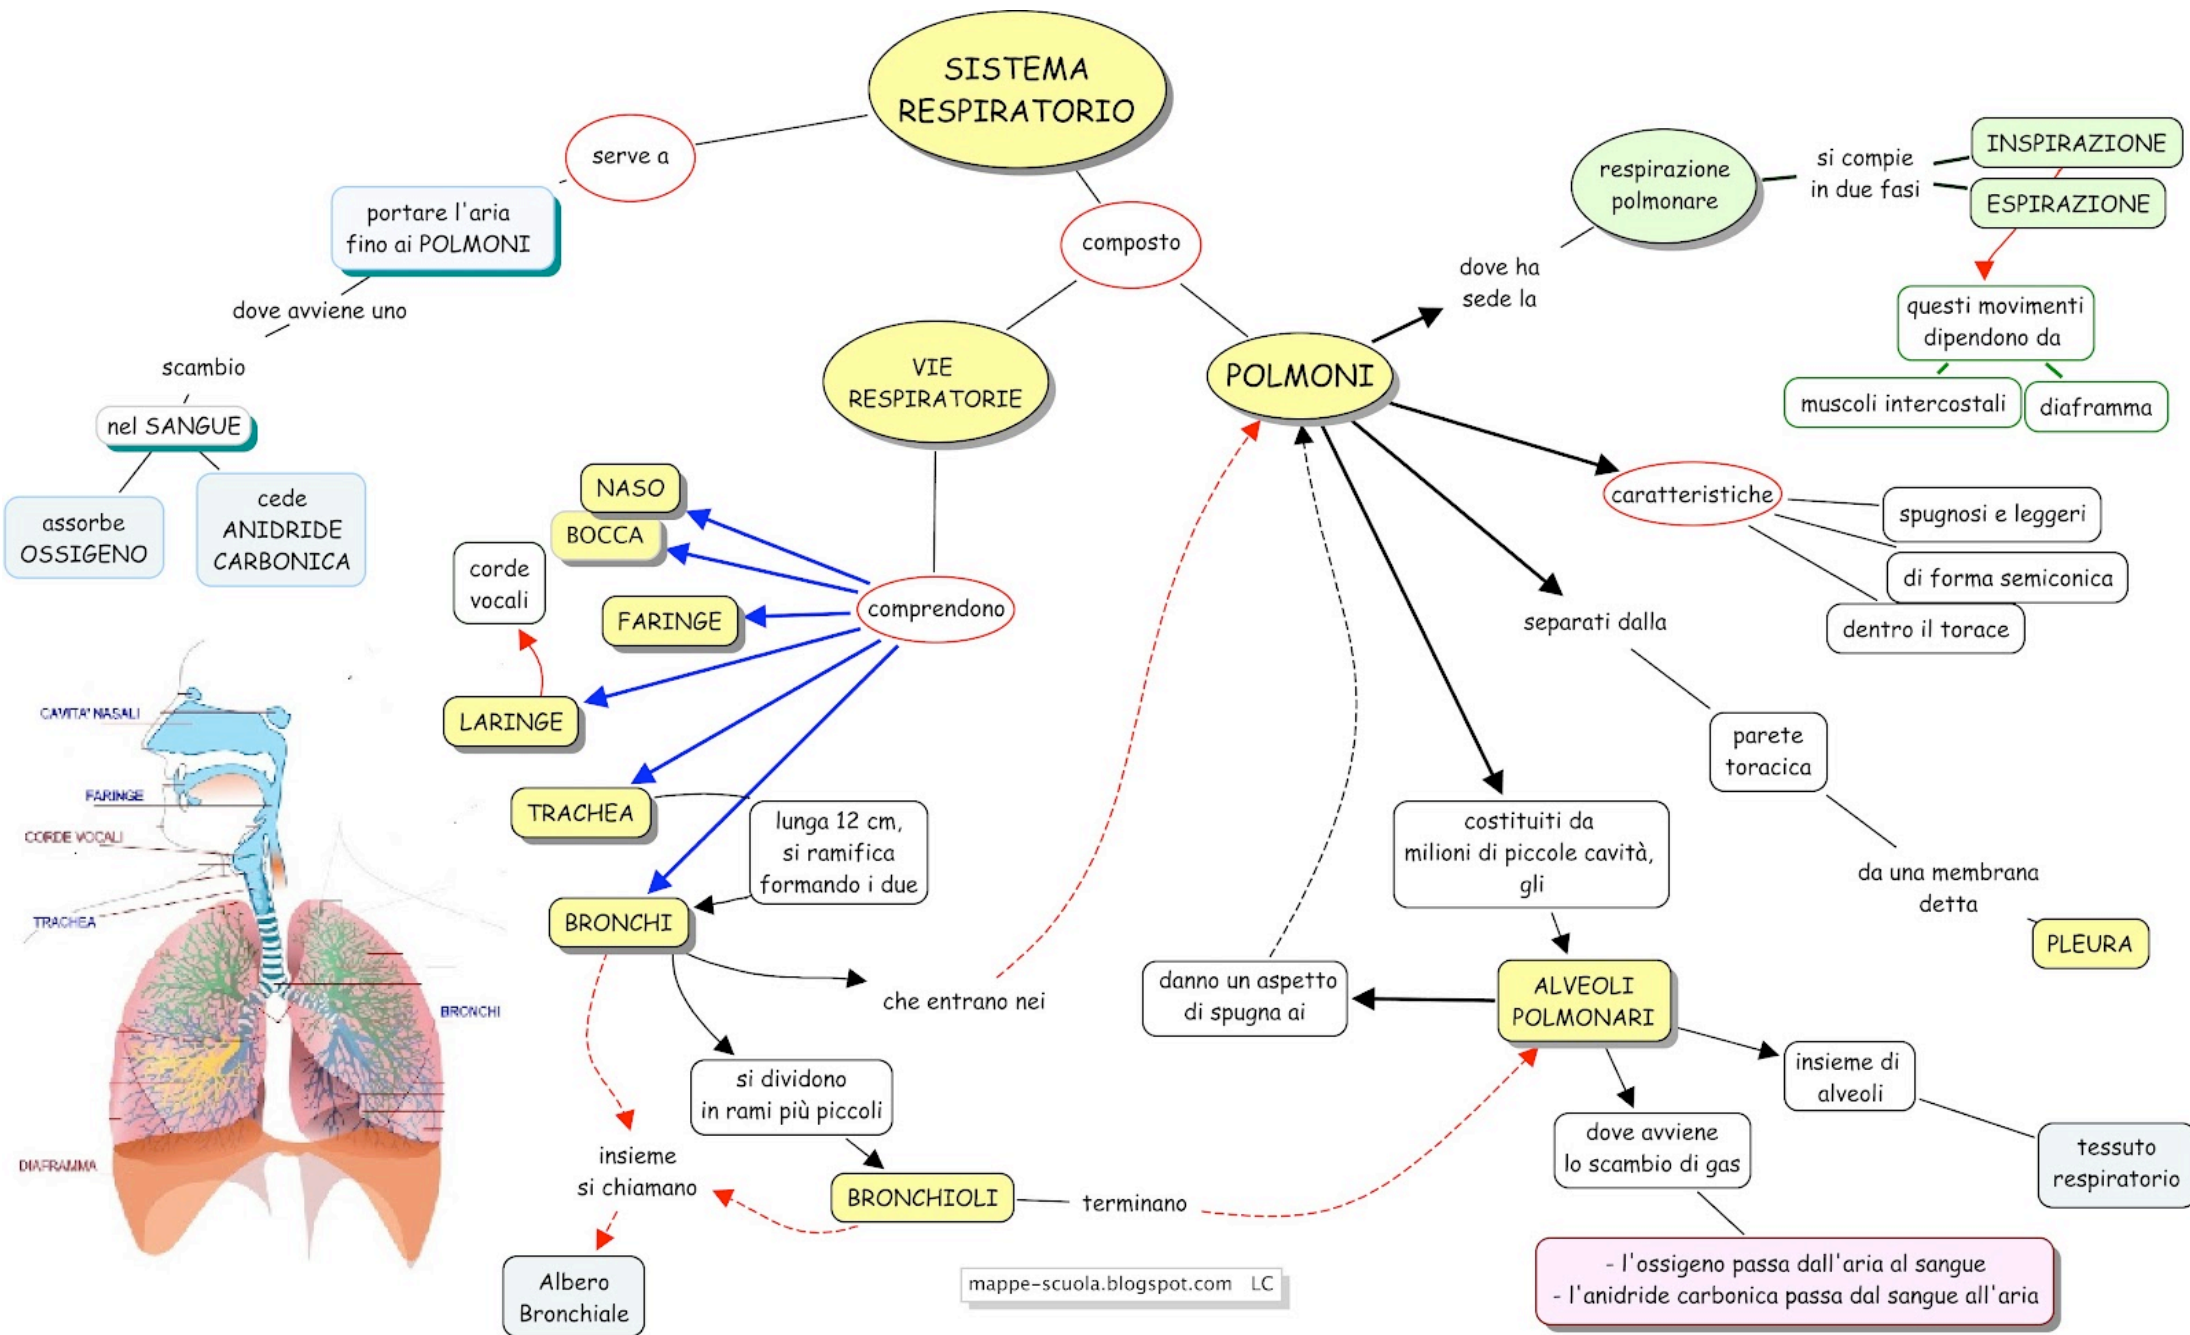 SISTEMA
RESPIRATORIO
serve a
portare l'aria
fino ai POLMONI
dove avviene uno
scambio
nel SANGUE
assorbe
OSSIGENO
cede
ANIDRIDE
CARBONICA
composto
VIE
RESPIRATORIE
comprendono
NASO
BOCCA
FARINGE
LARINGE
corde
vocali
TRACHEA
lunga 12 cm,
si ramifica
formando i due
BRONCHI
che entrano nei
si dividono
in rami più piccoli
BRONCHIOLI
terminano
insieme
si chiamano
Albero
Bronchiale
POLMONI
dove ha
sede la
respirazione
polmonare
si compie
in due fasi
INSPIRAZIONE
ESPIRAZIONE
questi movimenti
dipendono da
muscoli intercostali
diaframma
caratteristiche
spugnosi e leggeri
di forma semiconica
dentro il torace
separati dalla
parete
toracica
da una membrana
detta
PLEURA
costituiti da
milioni di piccole cavità,
gli
ALVEOLI
POLMONARI
danno un aspetto
di spugna ai
insieme di
alveoli
tessuto
respiratorio
dove avviene
lo scambio di gas
- l'ossigeno passa dall'aria al sangue
- l'anidride carbonica passa dal sangue all'aria
CAVITA' NASALI
FARINGE
CORDE VOCALI
TRACHEA
BRONCHI
DIAFRAMMA
mappe-scuola.blogspot.com LC